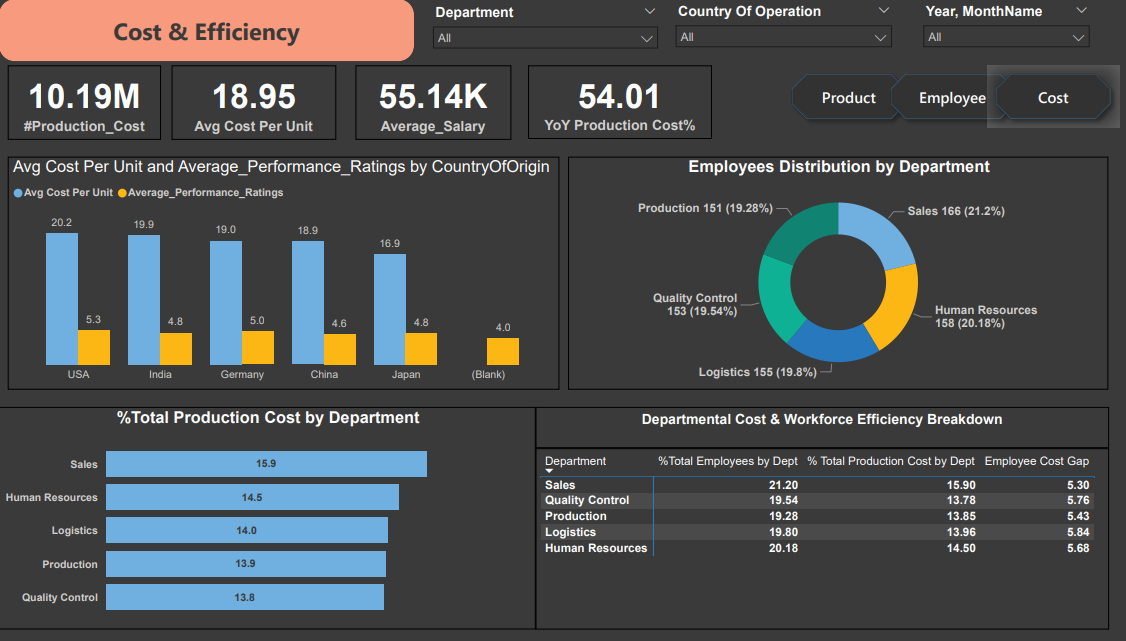 Cost & Efficiency
Department
All
Country Of Operation
All
Year, MonthName
All
10.19M
#Production_Cost
18.95
Avg Cost Per Unit
55.14K
Average_Salary
54.01
YoY Production Cost%
Product
Employee
Cost
Avg Cost Per Unit and Average_Performance_Ratings by CountryOfOrigin
Avg Cost Per Unit Average_Performance_Ratings
20.2
5.3
USA
19.9
4.8
India
19.0
5.0
Germany
18.9
4.6
China
16.9
4.8
Japan
4.0
(Blank)
Employees Distribution by Department
Production 151 (19.28%)
Sales 166 (21.2%)
Quality Control
153 (19.54%)
Human Resources
158 (20.18%)
Logistics 155 (19.8%)
%Total Production Cost by Department
Sales 15.9
Human Resources 14.5
Logistics 14.0
Production 13.9
Quality Control 13.8
Departmental Cost & Workforce Efficiency Breakdown
Department %Total Employees by Dept % Total Production Cost by Dept Employee Cost Gap
Sales 21.20 15.90 5.30
Quality Control 19.54 13.78 5.76
Production 19.28 13.85 5.43
Logistics 19.80 13.96 5.84
Human Resources 20.18 14.50 5.68